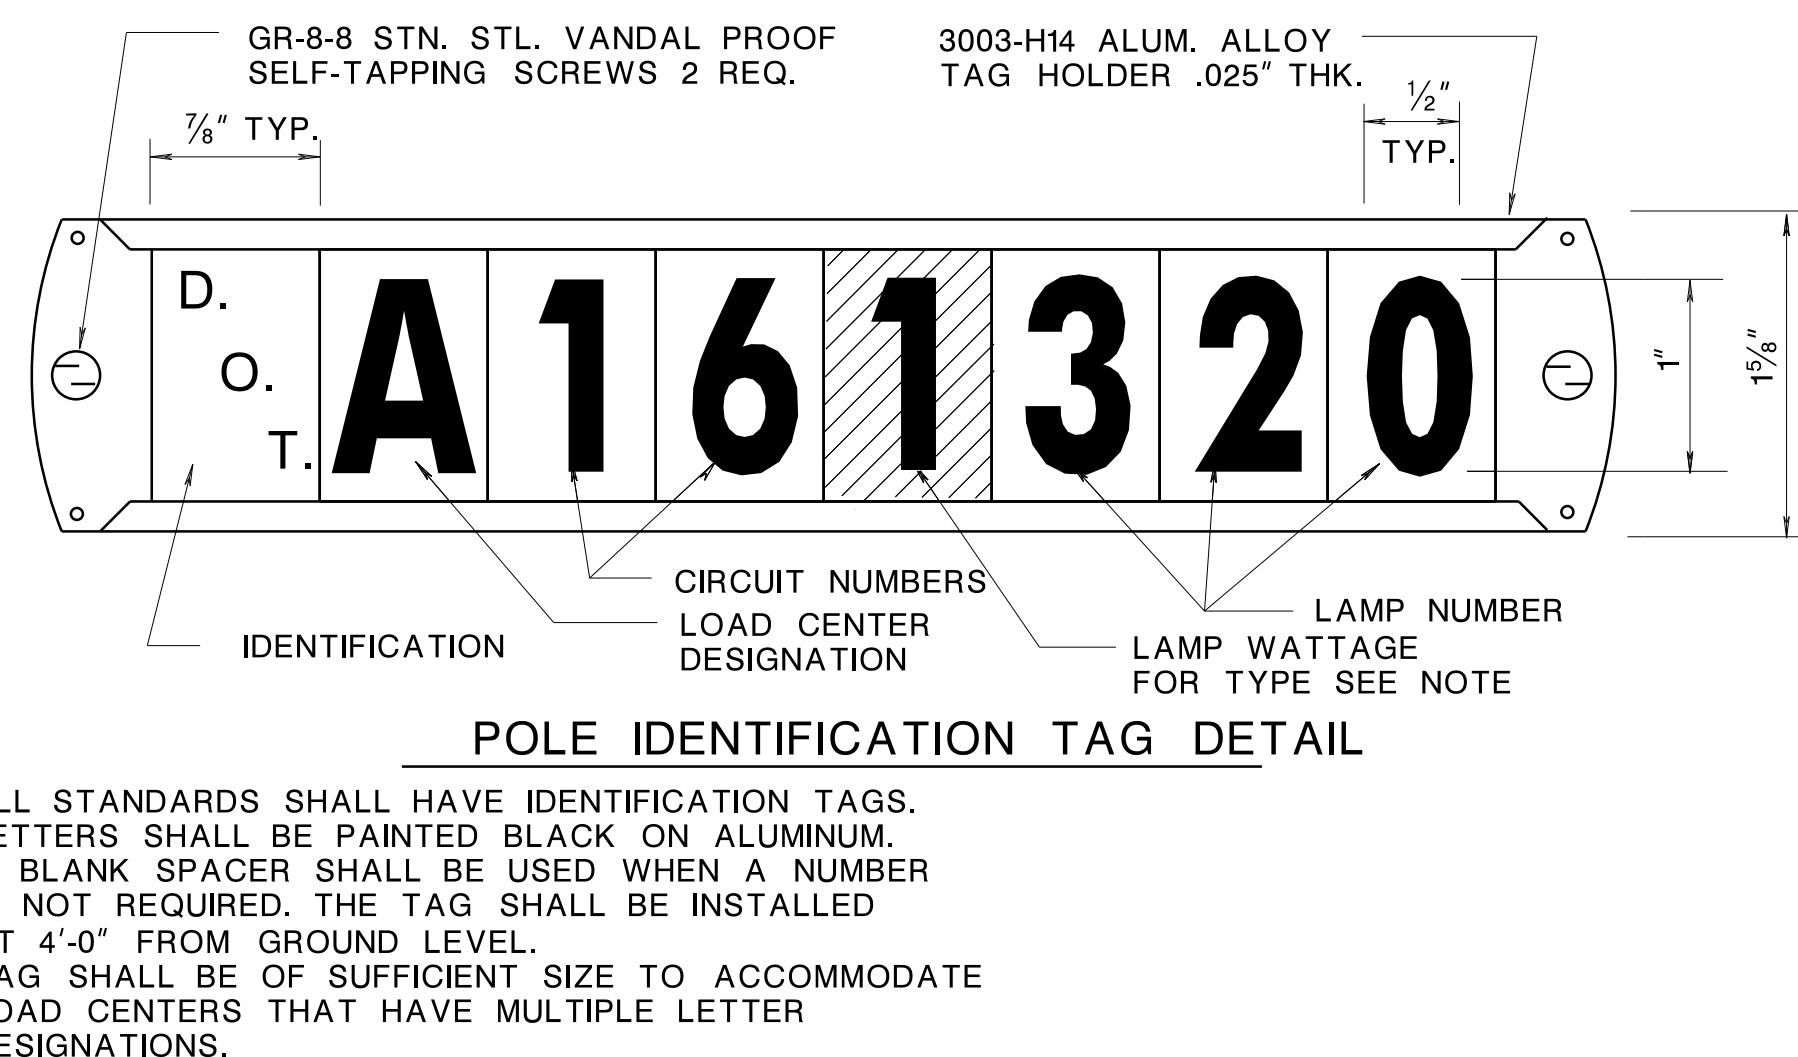 GR-8-8 STN. STL. VANDAL PROOF
SELF-TAPPING SCREWS 2 REQ.
3003-H14 ALUM. ALLOY
TAG HOLDER .025" THK.
7/8" TYP.
1/2"
TYP.
D.
O.
T.
A 1 6 1 3 2 0
1"
1 5/8"
CIRCUIT NUMBERS
LOAD CENTER
DESIGNATION
IDENTIFICATION
LAMP NUMBER
LAMP WATTAGE
FOR TYPE SEE NOTE
POLE IDENTIFICATION TAG DETAIL
LL STANDARDS SHALL HAVE IDENTIFICATION TAGS.
ETTERS SHALL BE PAINTED BLACK ON ALUMINUM.
BLANK SPACER SHALL BE USED WHEN A NUMBER
NOT REQUIRED. THE TAG SHALL BE INSTALLED
T 4'-0" FROM GROUND LEVEL.
AG SHALL BE OF SUFFICIENT SIZE TO ACCOMMODATE
OAD CENTERS THAT HAVE MULTIPLE LETTER
ESIGNATIONS.